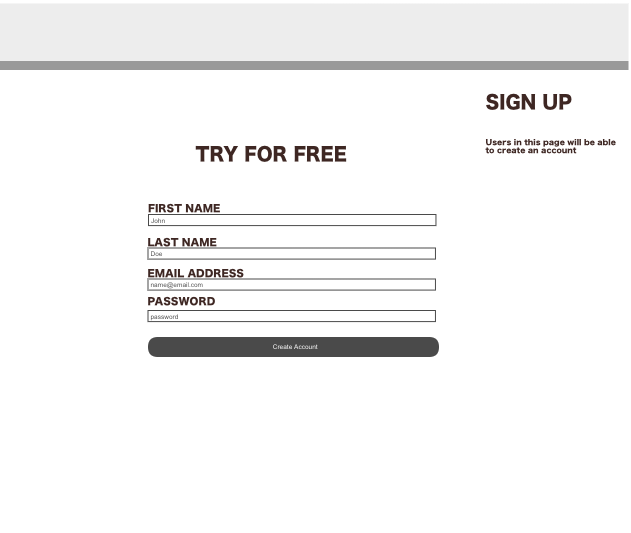 SIGN UP
Users in this page will be able
to create an account
TRY FOR FREE
FIRST NAME
John
LAST NAME
Doe
EMAIL ADDRESS
name@email.com
PASSWORD
password
Create Account